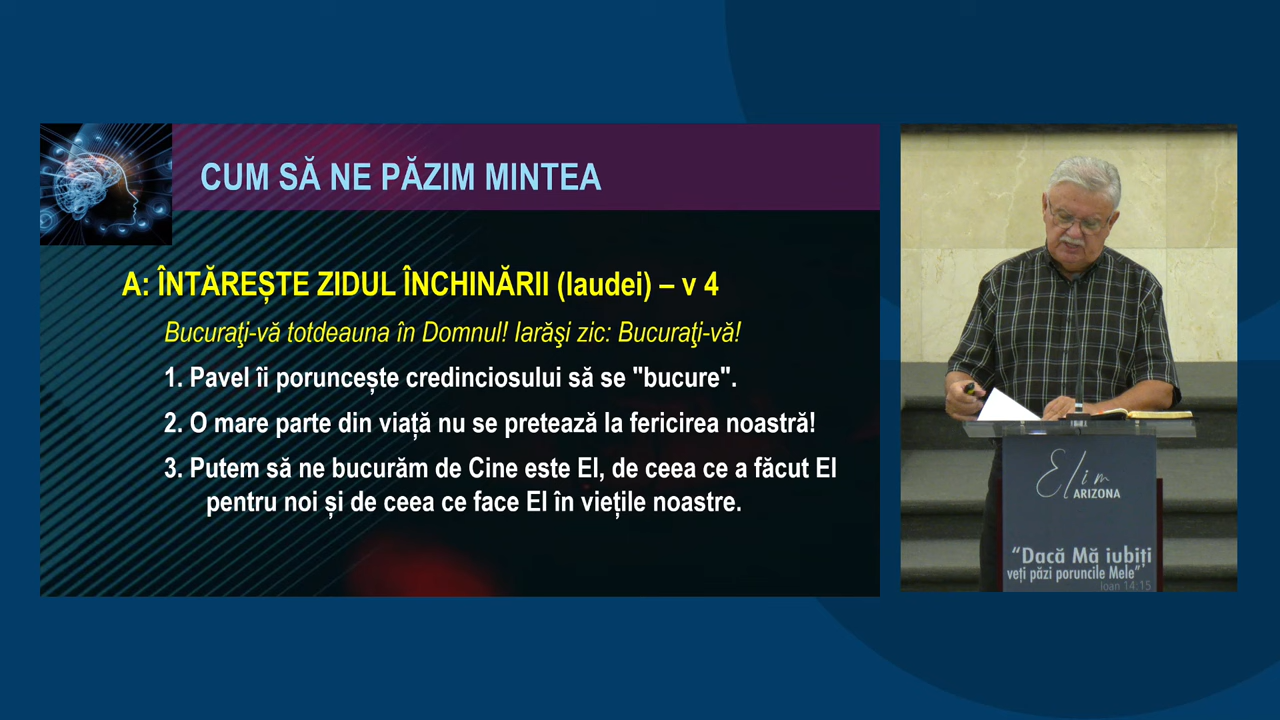 CUM SĂ NE PĂZIM MINTEA
A: ÎNTĂREȘTE ZIDUL ÎNCHINĂRII (laudei) – v 4
Bucuraţi-vă totdeauna în Domnul! Iarăşi zic: Bucuraţi-vă!
1. Pavel îi poruncește credinciosului să se "bucure".
2. O mare parte din viață nu se pretează la fericirea noastră!
3. Putem să ne bucurăm de Cine este El, de ceea ce a făcut El
pentru noi și de ceea ce face El în viețile noastre.
Elim
ARIZONA
“Dacă Mă iubiți
veți păzi poruncile Mele”
Ioan 14:15